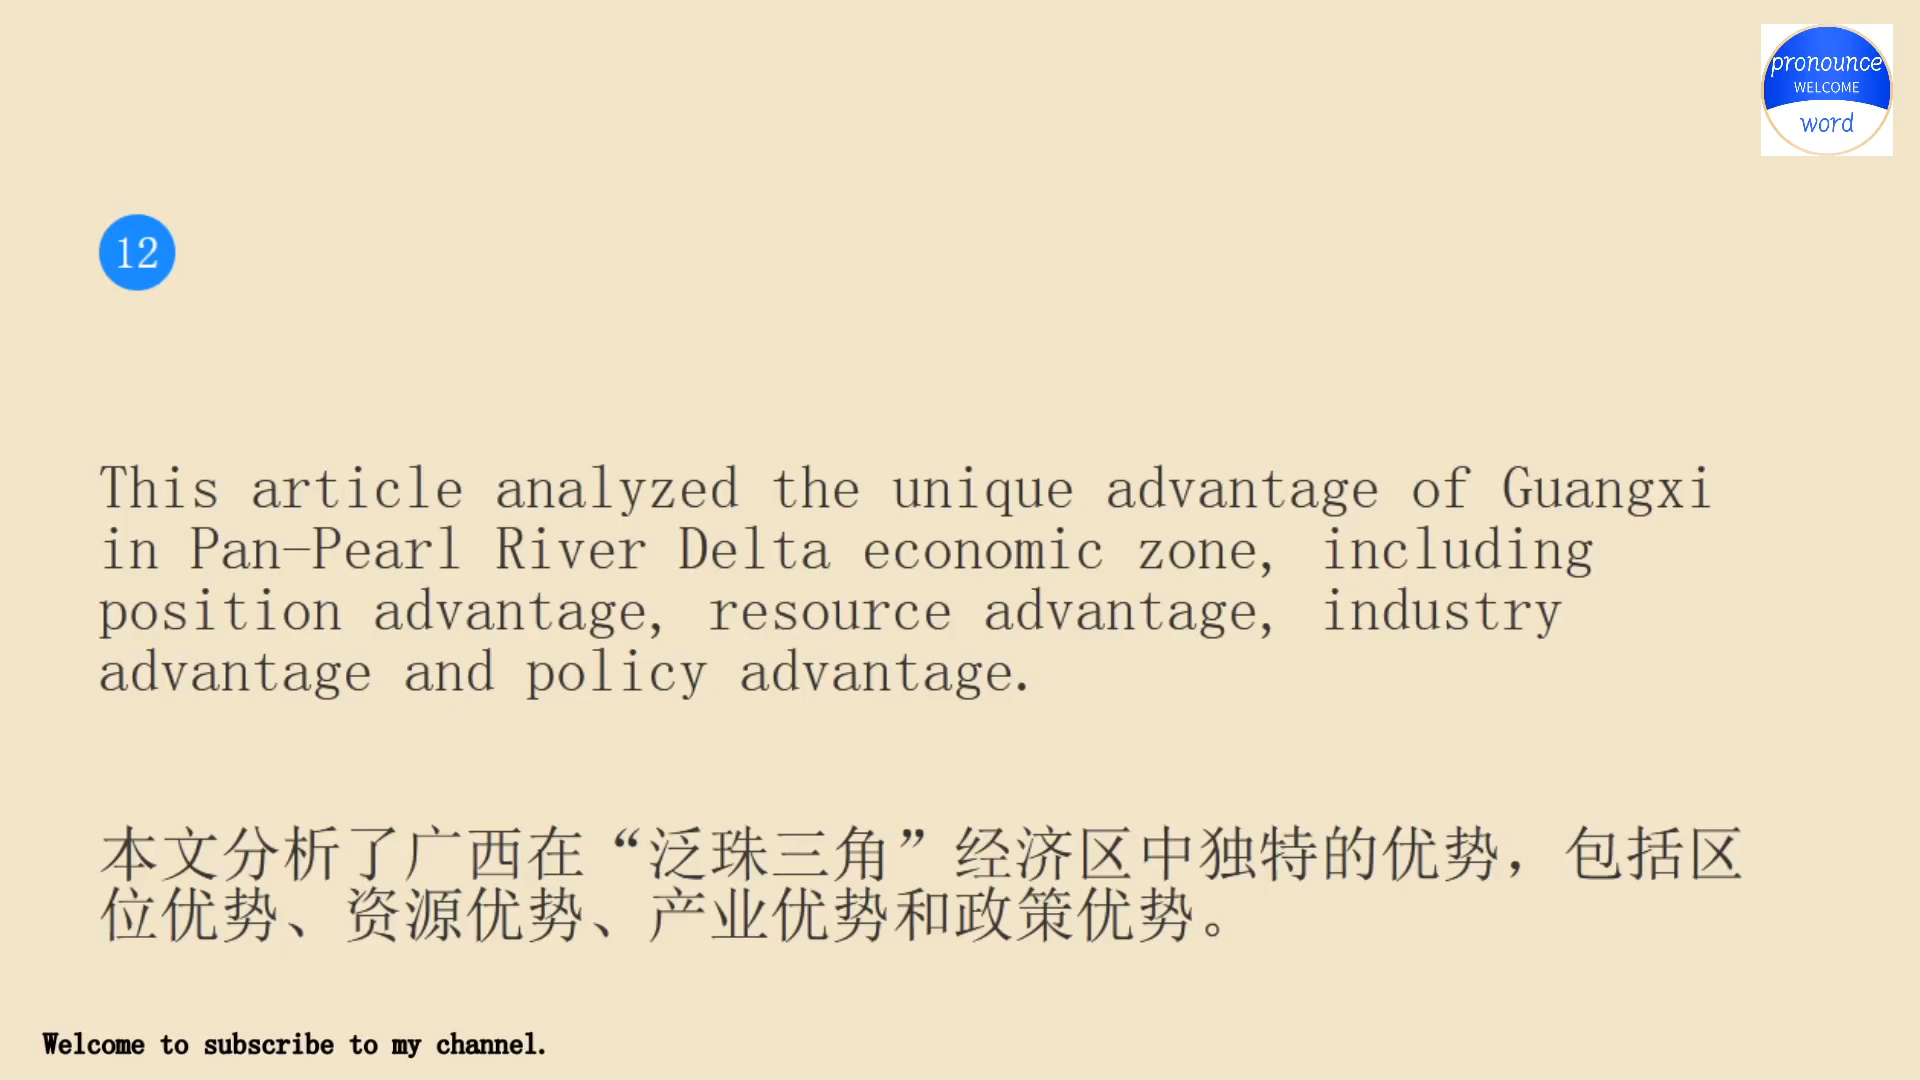 pronounce
WELCOME
word
12
This article analyzed the unique advantage of Guangxi
in Pan-Pearl River Delta economic zone, including
position advantage, resource advantage, industry
advantage and policy advantage.
本文分析了广西在“泛珠三角”经济区中独特的优势，包括区
位优势、资源优势、产业优势和政策优势。
Welcome to subscribe to my channel.